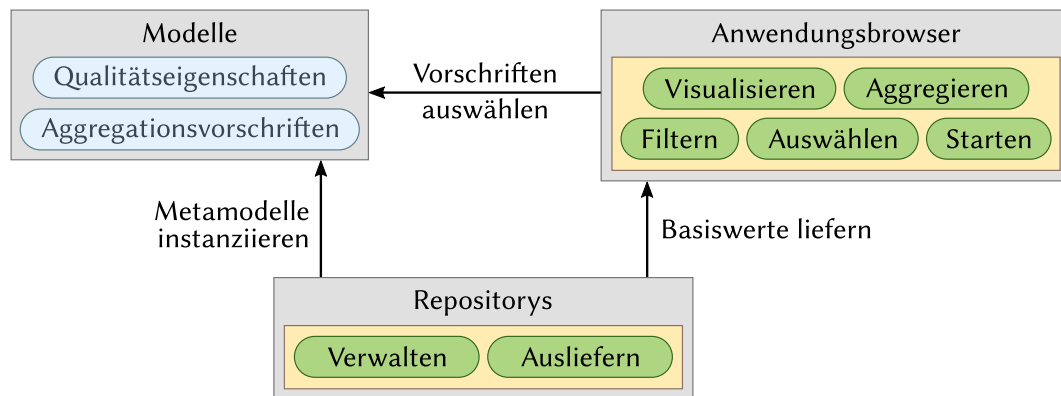 Modelle
Qualitätseigenschaften
Aggregationsvorschriften
Vorschriften
auswählen
Anwendungsbrowser
Visualisieren Aggregieren
Filtern Auswählen Starten
Metamodelle
instanziieren
Basiswerte liefern
Repositorys
Verwalten Ausliefern